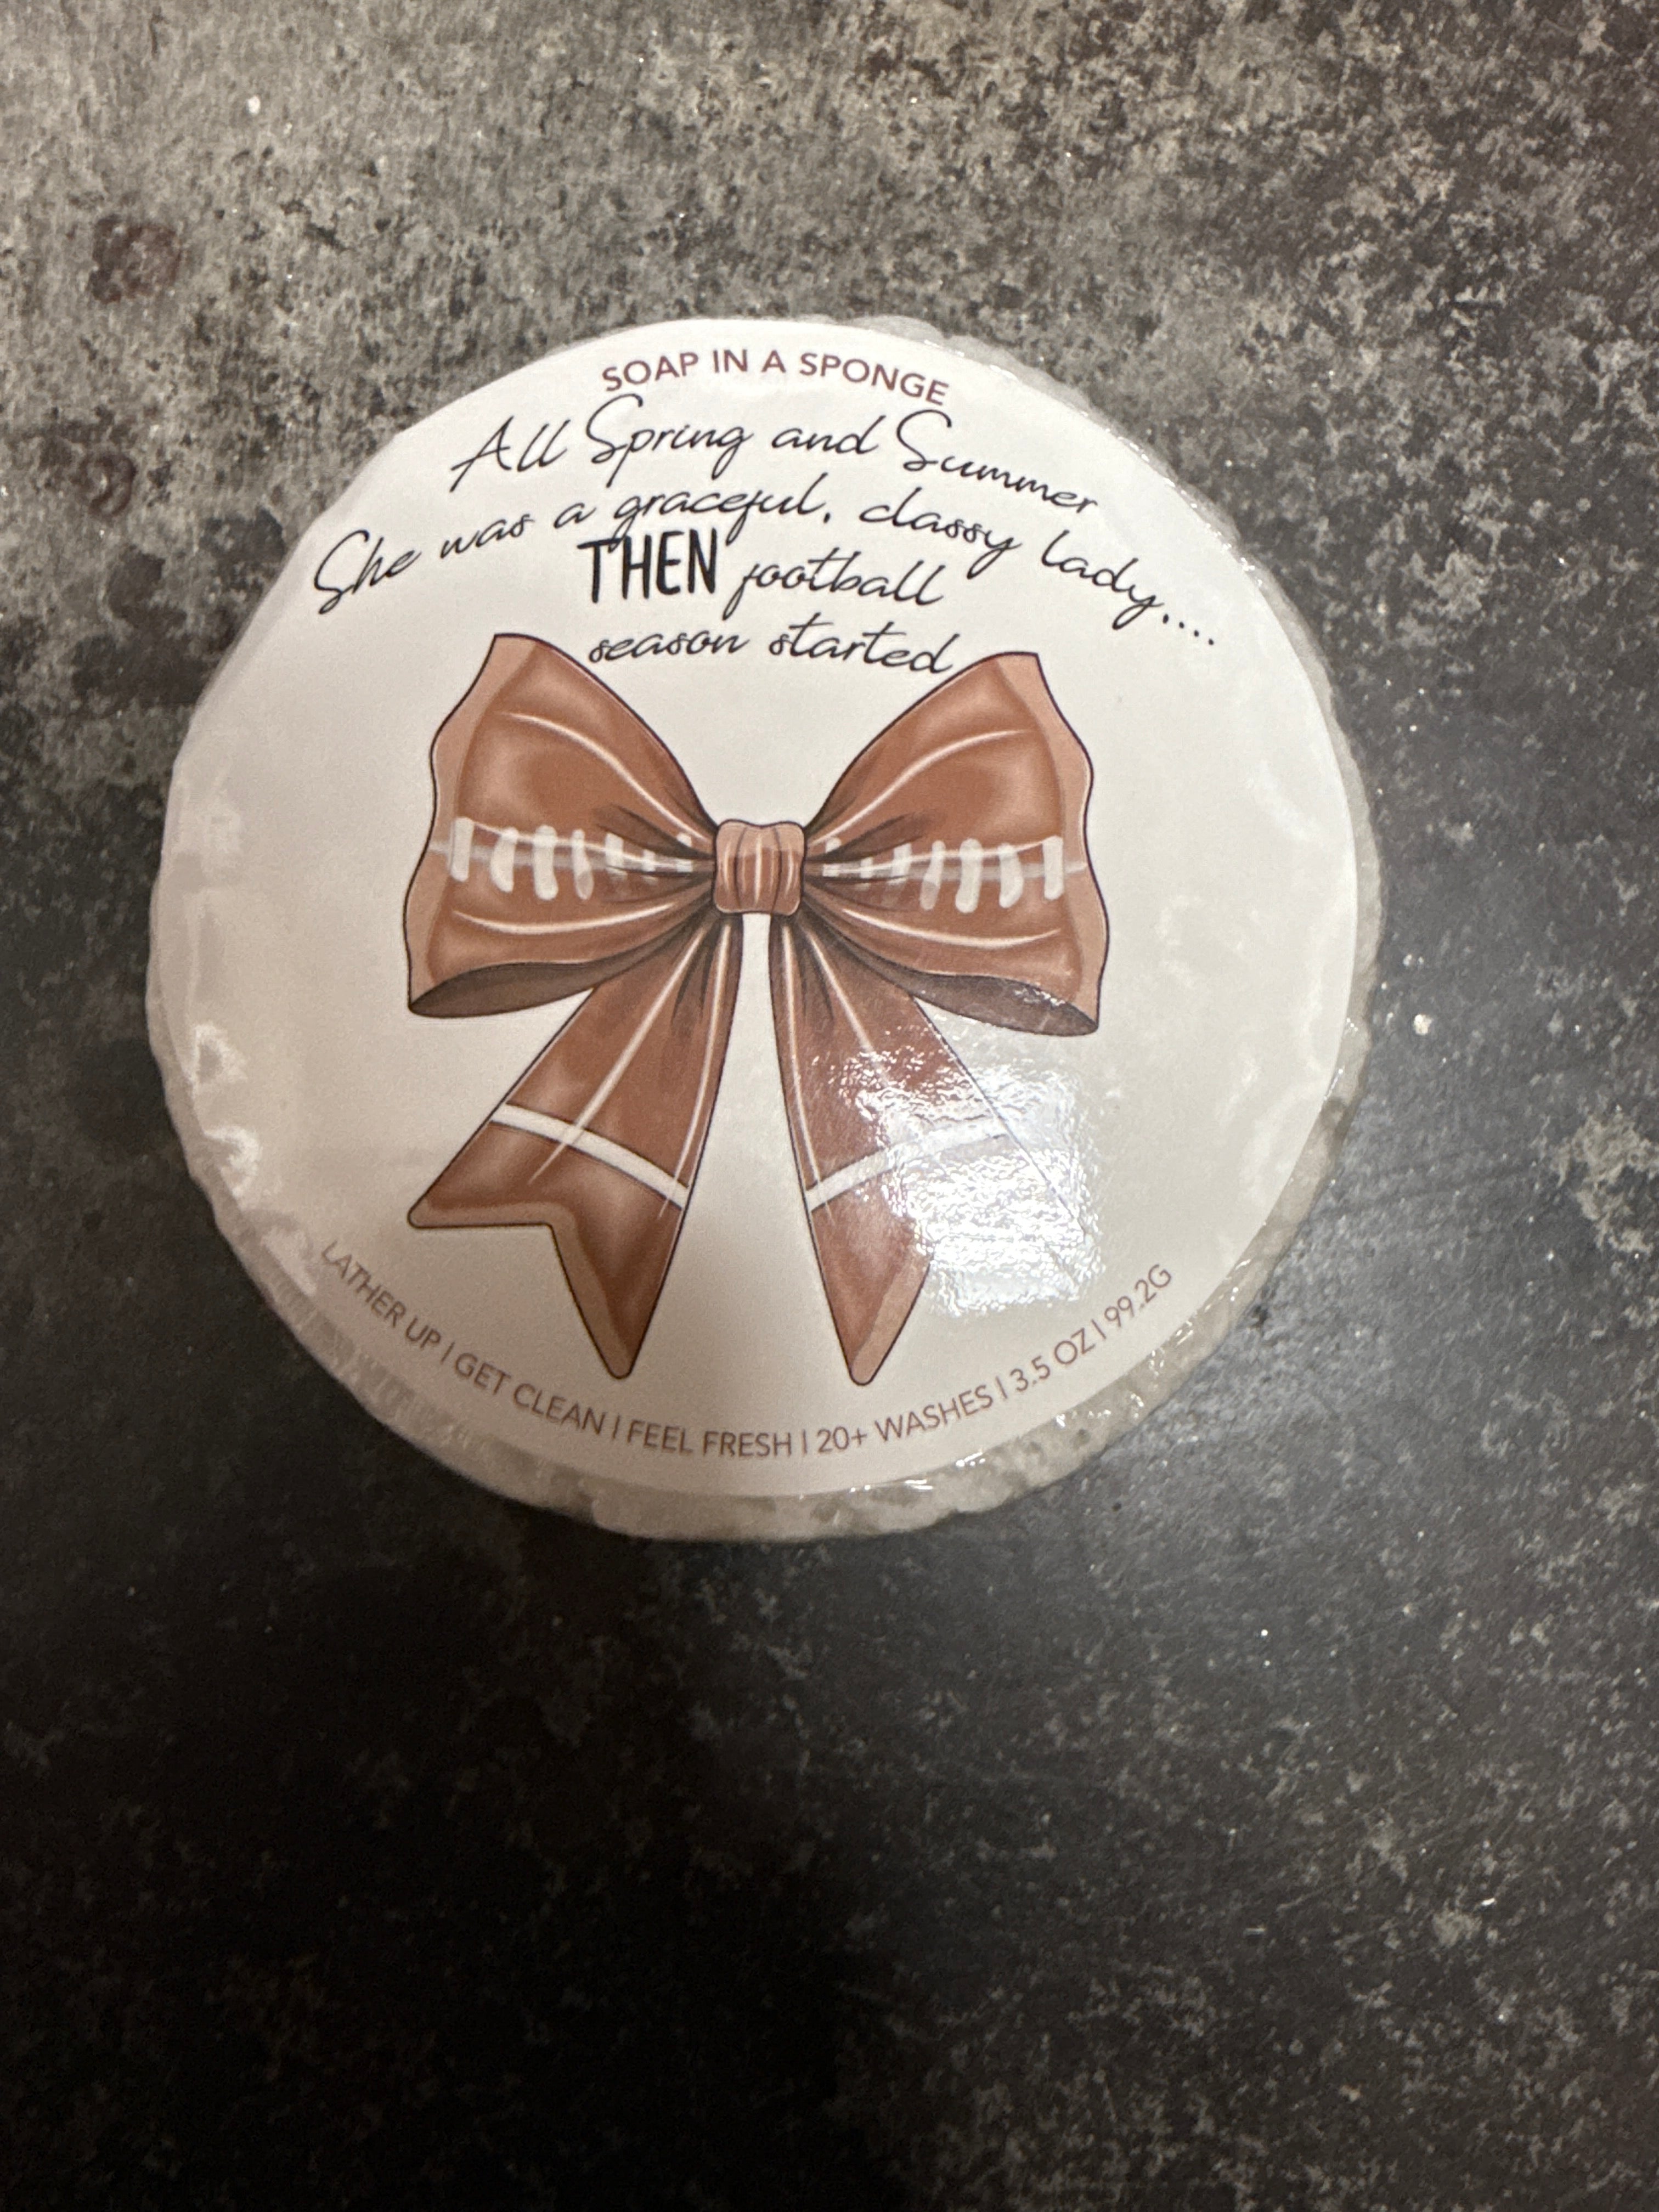 SOAP IN A SPONGE
All Spring and Summer
She was a graceful, classy lady....
THEN football
season started
LATHER UP | GET CLEAN | FEEL FRESH | 20+ WASHES | 3.5 OZ | 99.2G